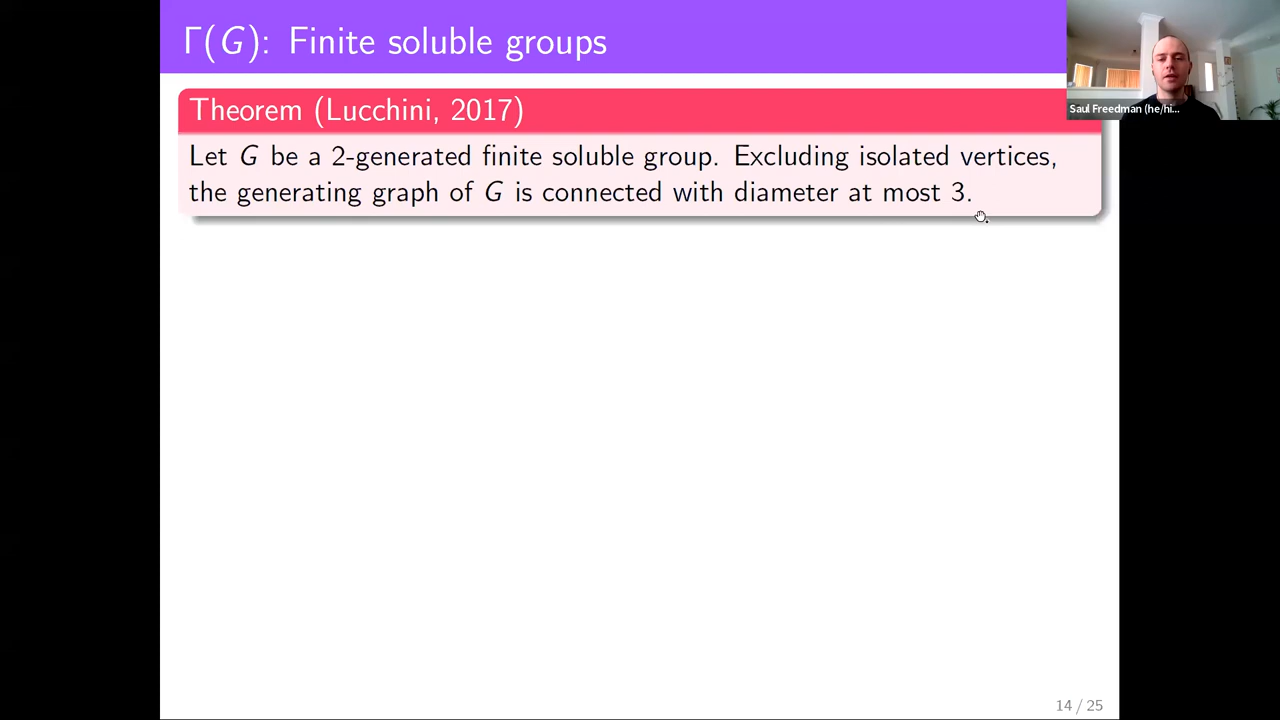 Γ(G): Finite soluble groups
Saul Freedman (he/hi...
Theorem (Lucchini, 2017)
Let G be a 2-generated finite soluble group. Excluding isolated vertices,
the generating graph of G is connected with diameter at most 3.
14 / 25